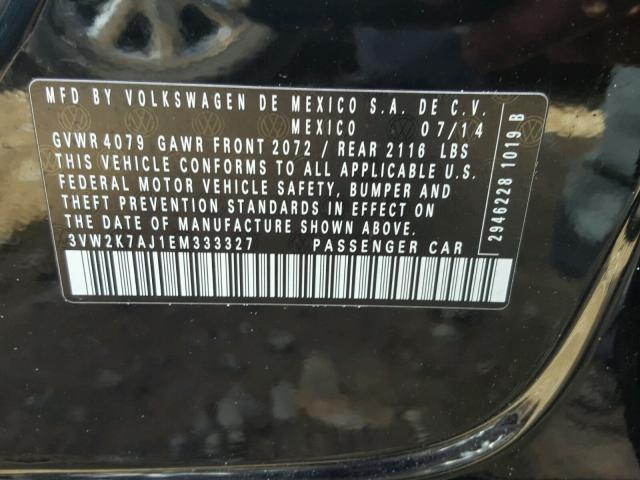 MFD BY VOLKSWAGEN DE MEXICO S.A. DE C.V.
MEXICO 07/14
GVWR 4079 GAWR FRONT 2072 / REAR 2116 LBS
THIS VEHICLE CONFORMS TO ALL APPLICABLE U.S.
FEDERAL MOTOR VEHICLE SAFETY, BUMPER AND
THEFT PREVENTION STANDARDS IN EFFECT ON
THE DATE OF MANUFACTURE SHOWN ABOVE.
3VW2K7AJ1EM333327 PASSENGER CAR
2946228 1019 B